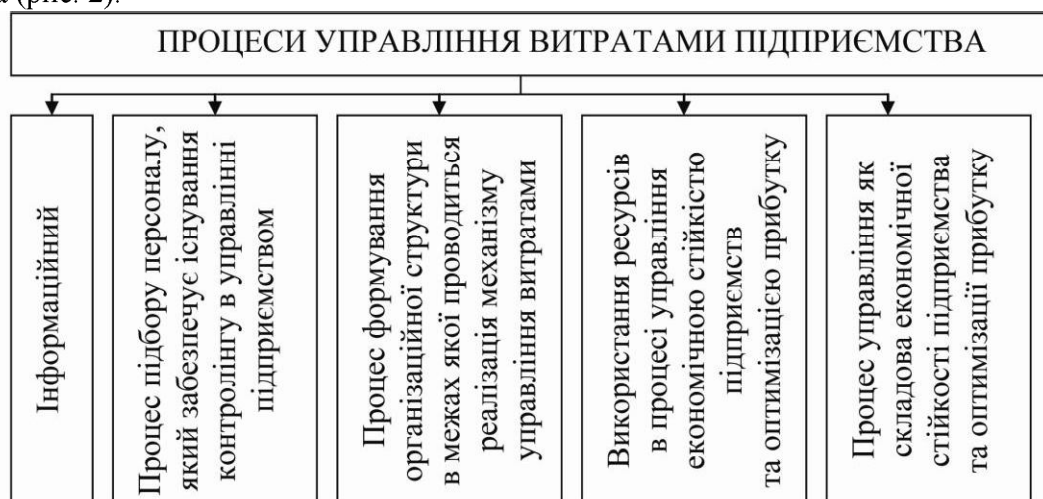 (рис. 2).
ПРОЦЕСИ УПРАВЛІННЯ ВИТРАТАМИ ПІДПРИЄМСТВА
Інформаційний
Процес підбору персоналу,
який забезпечує існування
контролінгу в управлінні
підприємством
Процес формування
організаційної структури
в межах якої проводиться
реалізація механізму
управління витратами
Використання ресурсів
в процесі управління
економічною стійкістю
підприємств
та оптимізацією прибутку
Процес управління як
складова економічної
стійкості підприємства
та оптимізації прибутку